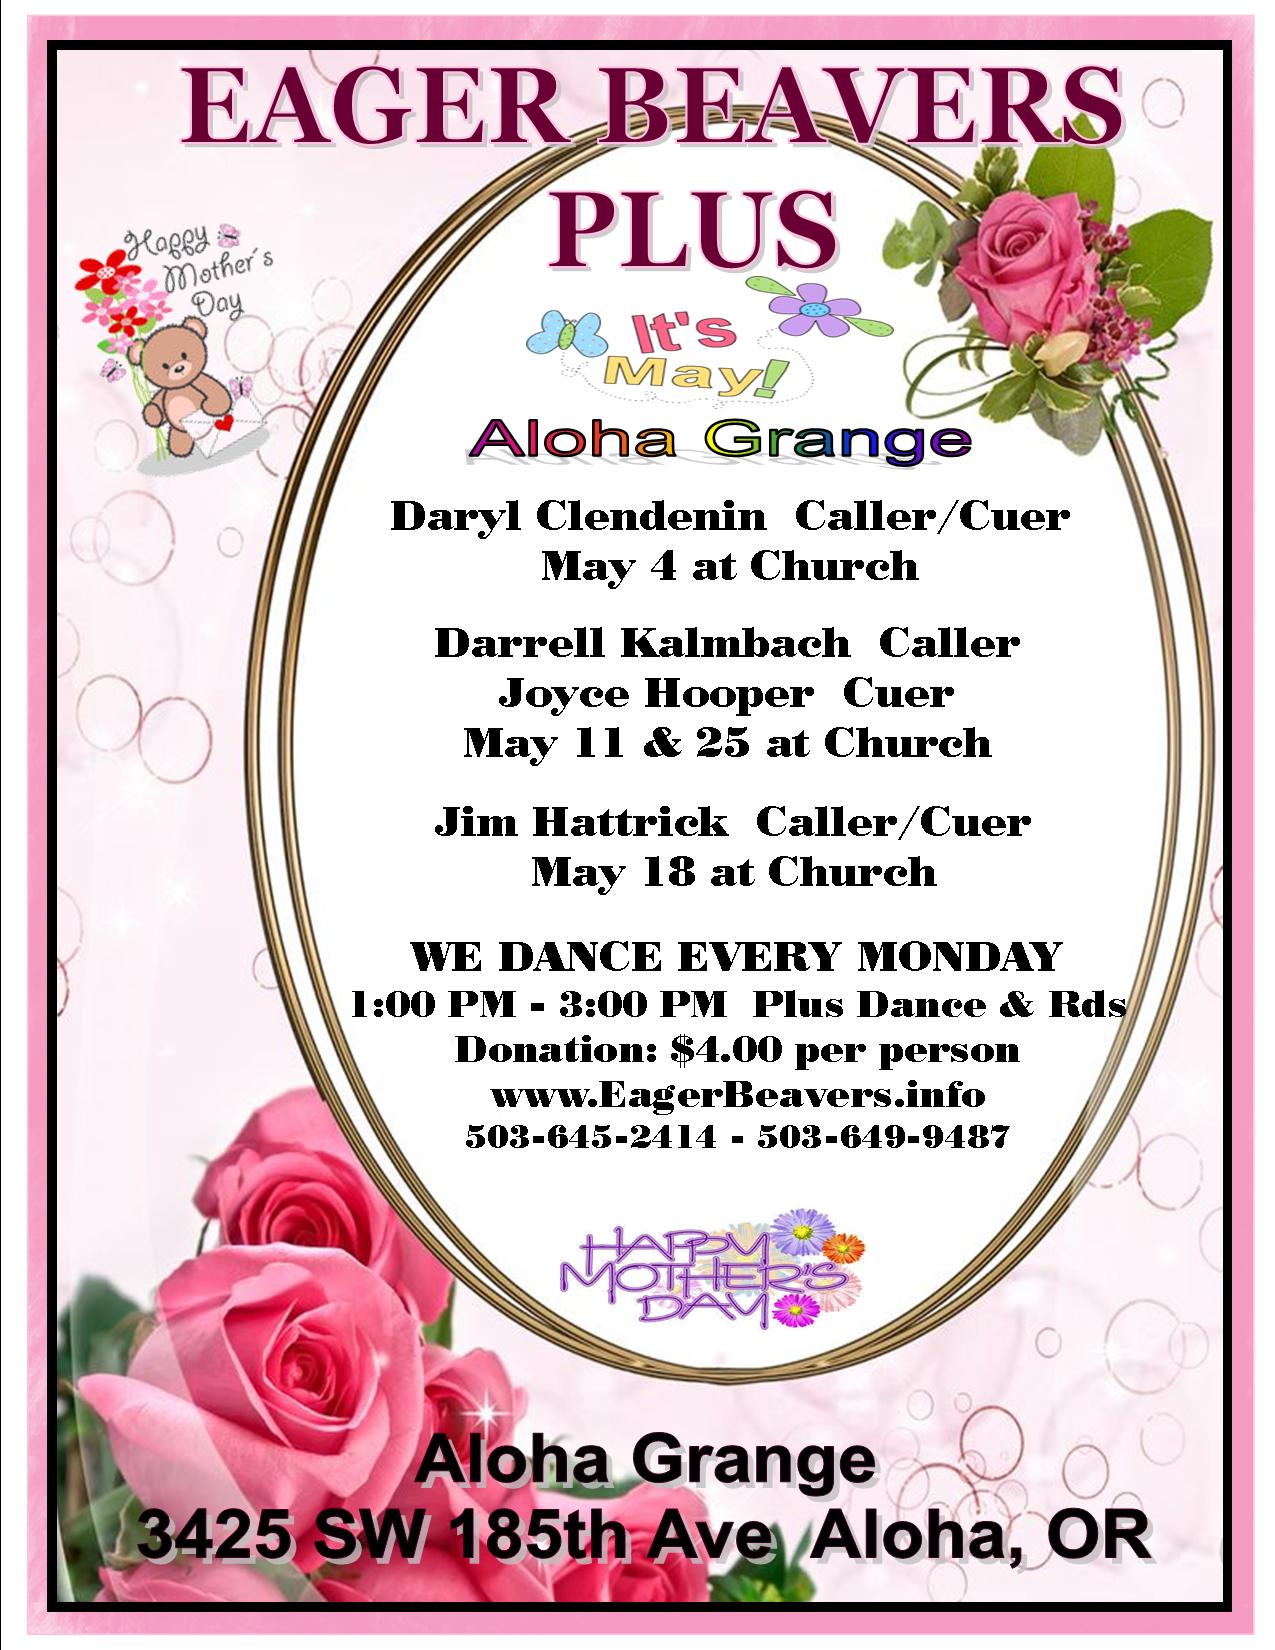 EAGER BEAVERS
PLUS
Happy
Mother's
Day
It's
May!
Aloha Grange
Daryl Clendenin Caller/Cuer
May 4 at Church
Darrell Kalmbach Caller
Joyce Hooper Cuer
May 11 & 25 at Church
Jim Hattrick Caller/Cuer
May 18 at Church
WE DANCE EVERY MONDAY
1:00 PM - 3:00 PM Plus Dance & Rds
Donation: $4.00 per person
www.EagerBeavers.info
503-645-2414 - 503-649-9487
HAPPY
MOTHER'S
DAY
Aloha Grange
3425 SW 185th Ave Aloha, OR